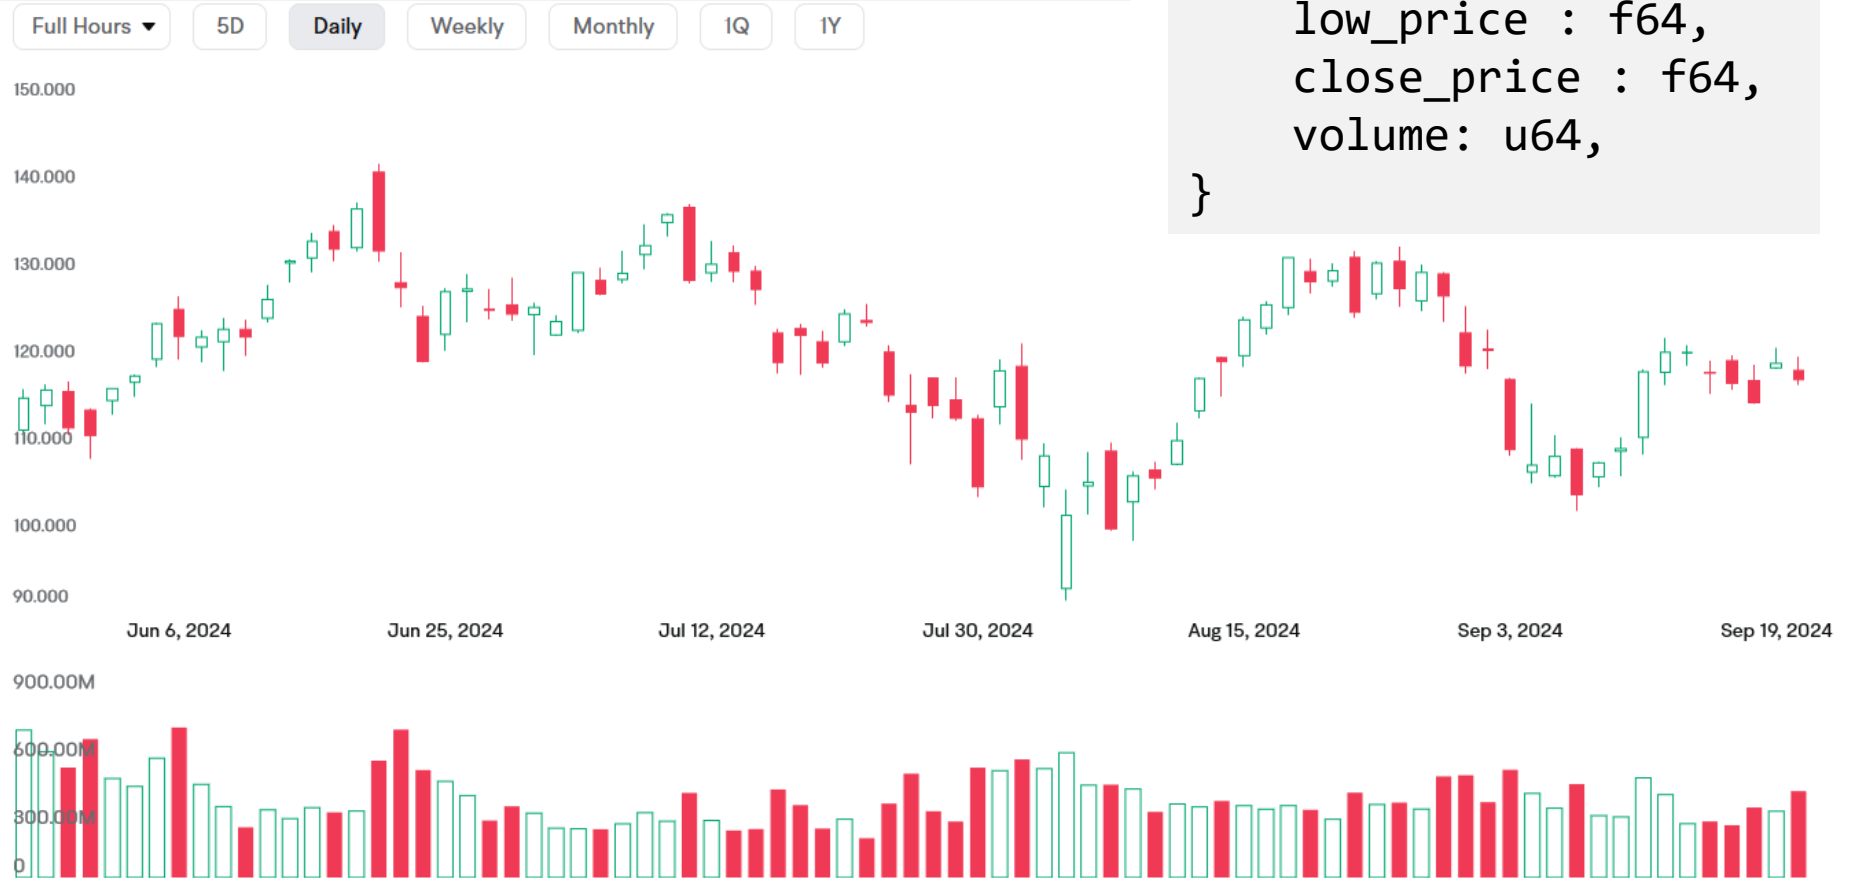 Full Hours 5D Daily Weekly Monthly 1Q 1Y
low_price : f64,
close_price : f64,
volume: u64,
}
150.000
140.000
130.000
120.000
110.000
100.000
90.000
Jun 6, 2024 Jun 25, 2024 Jul 12, 2024 Jul 30, 2024 Aug 15, 2024 Sep 3, 2024 Sep 19, 2024
900.00M
600.00M
300.00M
0